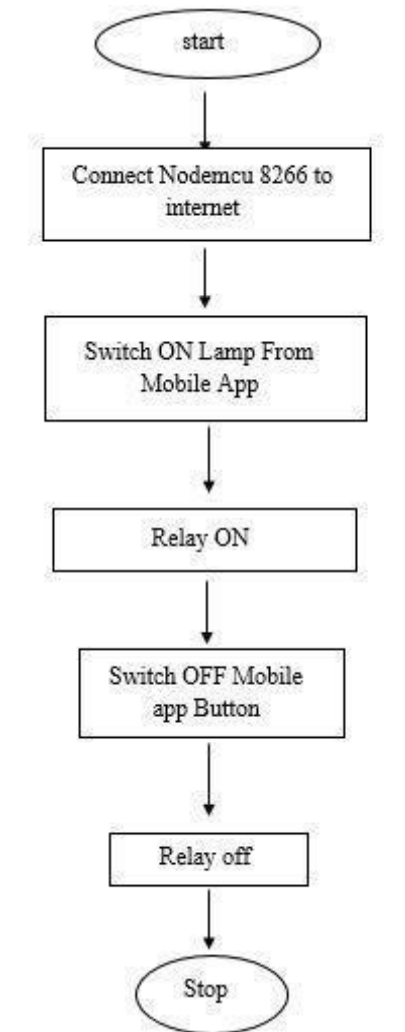 start
Connect Nodemcu 8266 to
internet
Switch ON Lamp From
Mobile App
Relay ON
Switch OFF Mobile
app Button
Relay off
Stop